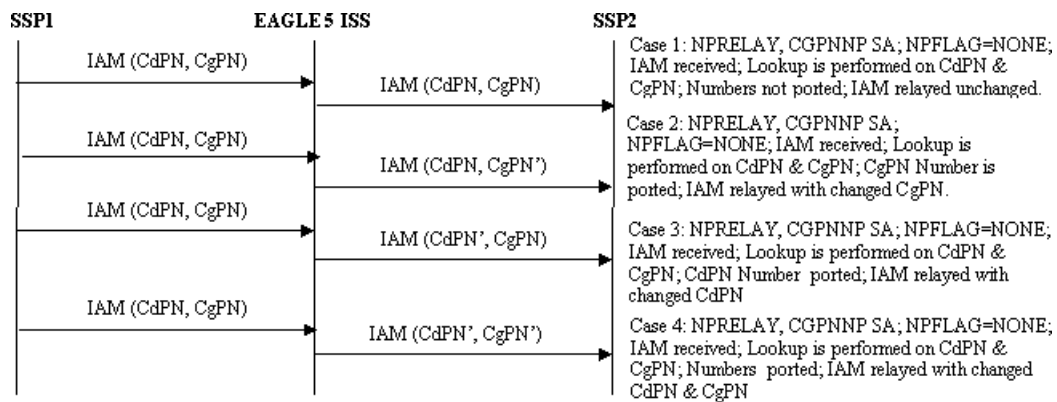 SSP1 EAGLE 5 ISS SSP2
IAM (CdPN, CgPN)
IAM (CdPN, CgPN)
Case 1: NPRELAY, CGPNNP SA; NPFLAG=NONE;
IAM received; Lookup is performed on CdPN &
CgPN; Numbers not ported; IAM relayed unchanged.
IAM (CdPN, CgPN)
IAM (CdPN, CgPN’)
Case 2: NPRELAY, CGPNNP SA;
NPFLAG=NONE; IAM received; Lookup is
performed on CdPN & CgPN; CgPN Number is
ported; IAM relayed with changed CgPN.
IAM (CdPN, CgPN)
IAM (CdPN’, CgPN)
Case 3: NPRELAY, CGPNNP SA; NPFLAG=NONE;
IAM received; Lookup is performed on CdPN &
CgPN; CdPN Number ported; IAM relayed with
changed CdPN
IAM (CdPN, CgPN)
IAM (CdPN’, CgPN’)
Case 4: NPRELAY, CGPNNP SA; NPFLAG=NONE;
IAM received; Lookup is performed on CdPN &
CgPN; Numbers ported; IAM relayed with changed
CdPN & CgPN